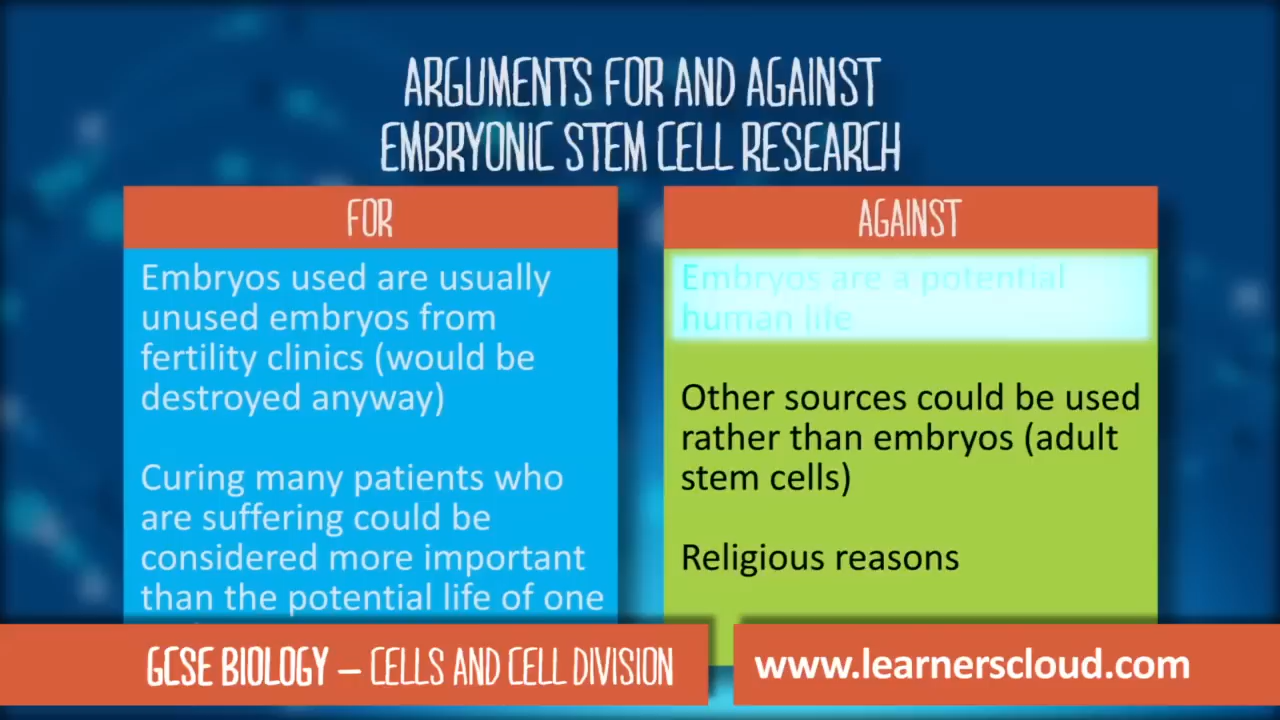 ARGUMENTS FOR AND AGAINST
EMBRYONIC STEM CELL RESEARCH
FOR
Embryos used are usually
unused embryos from
fertility clinics (would be
destroyed anyway)
Curing many patients who
are suffering could be
considered more important
than the potential life of one
AGAINST
Embryos are a potential
human life
Other sources could be used
rather than embryos (adult
stem cells)
Religious reasons
GCSE BIOLOGY – CELLS AND CELL DIVISION
www.learnerscloud.com